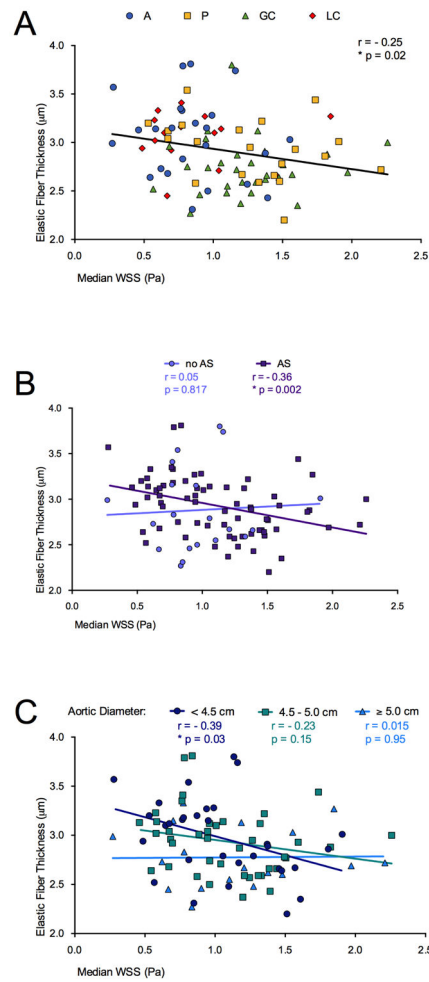 A
A P GC LC
r = - 0.25
* p = 0.02
Elastic Fiber Thickness (µm)
4.0
3.5
3.0
2.5
2.0
0.0 0.5 1.0 1.5 2.0 2.5
Median WSS (Pa)
B
no AS AS
r = 0.05 r = - 0.36
p = 0.817 * p = 0.002
Elastic Fiber Thickness (µm)
4.0
3.5
3.0
2.5
2.0
0.0 0.5 1.0 1.5 2.0 2.5
Median WSS (Pa)
C
Aortic Diameter: < 4.5 cm 4.5 - 5.0 cm ≥ 5.0 cm
r = - 0.39 r = - 0.23 r = 0.015
* p = 0.03 p = 0.15 p = 0.95
Elastic Fiber Thickness (µm)
4.0
3.5
3.0
2.5
2.0
0.0 0.5 1.0 1.5 2.0 2.5
Median WSS (Pa)